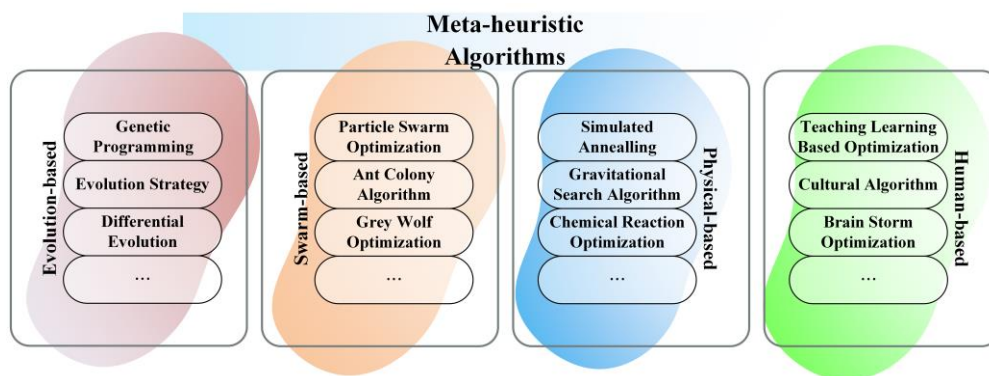 Meta-heuristic
Algorithms
Evolution-based
Genetic
Programming
Evolution Strategy
Differential
Evolution
...
Swarm-based
Particle Swarm
Optimization
Ant Colony
Algorithm
Grey Wolf
Optimization
...
Simulated
Annealling
Gravitational
Search Algorithm
Chemical Reaction
Optimization
...
Physical-based
Teaching Learning
Based Optimization
Cultural Algorithm
Brain Storm
Optimization
...
Human-based